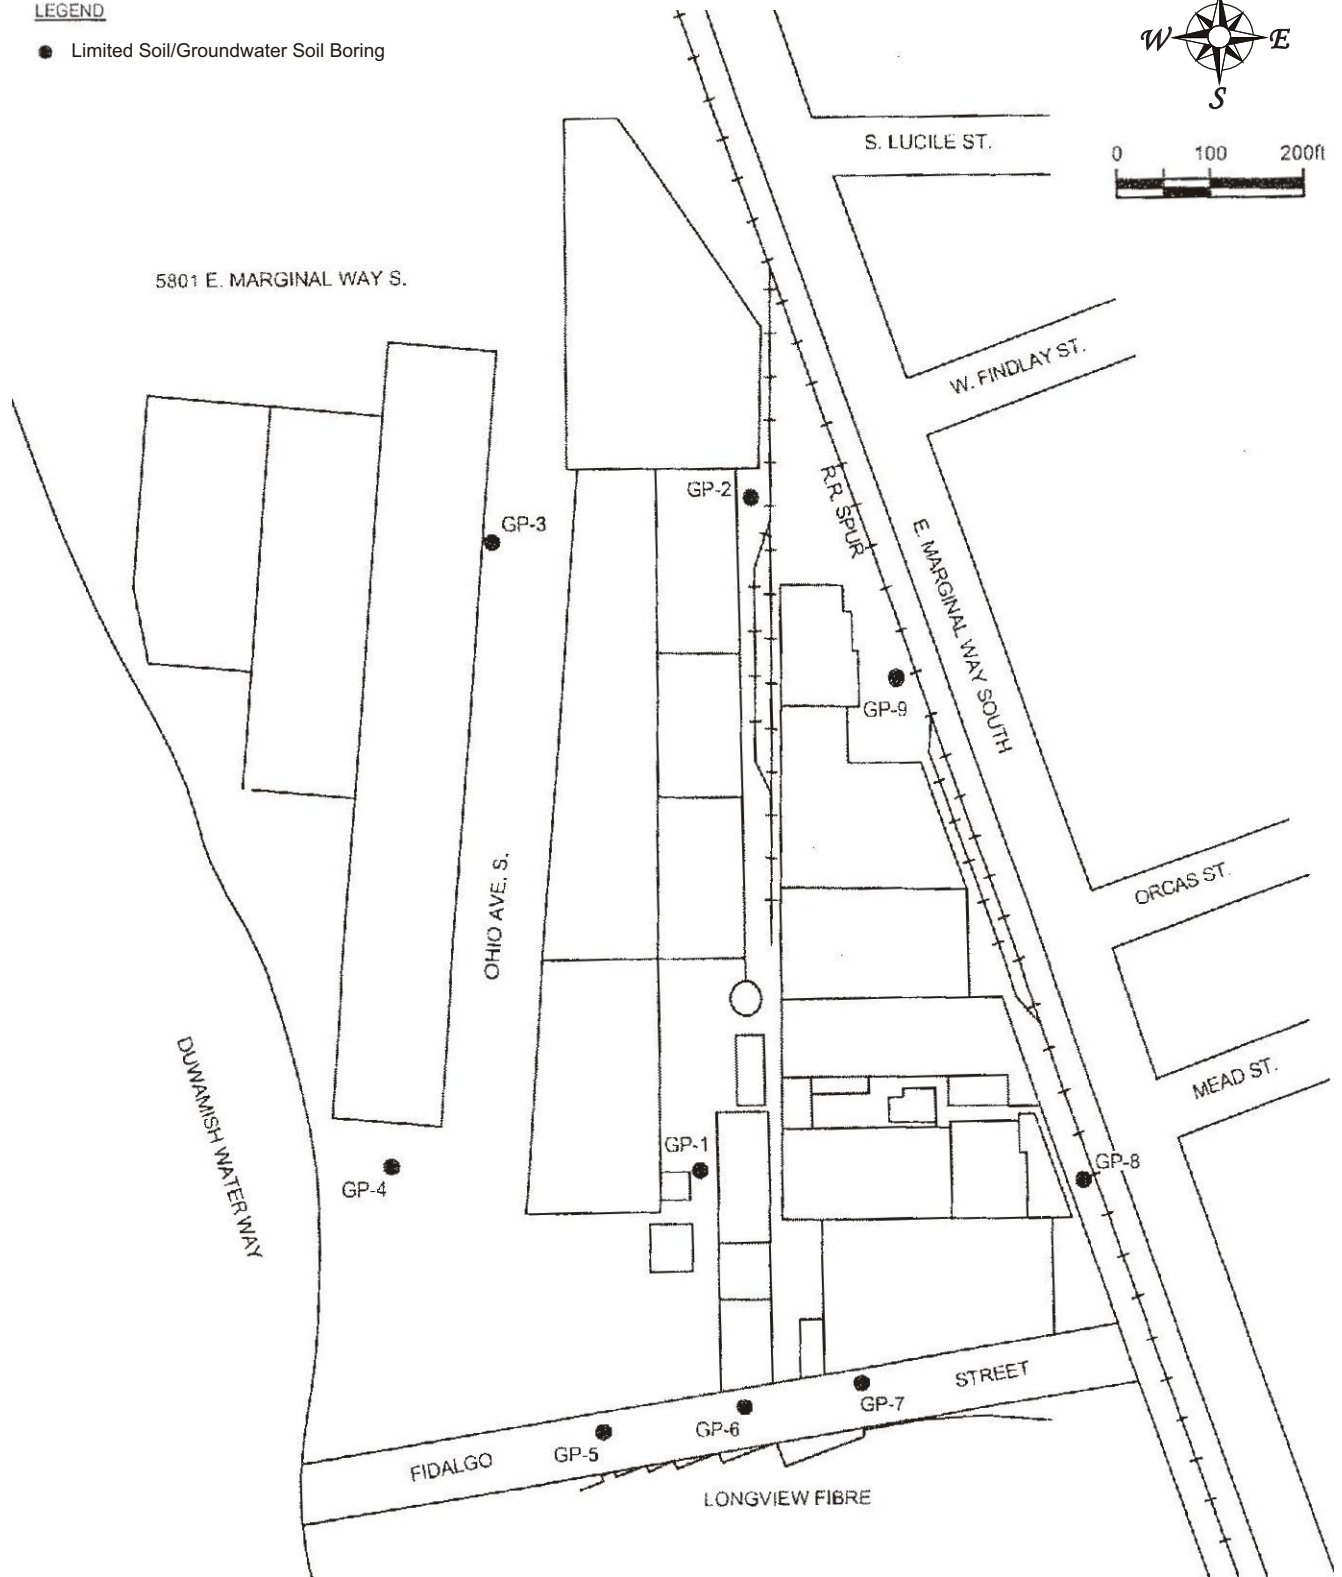 LEGEND
Limited Soil/Groundwater Soil Boring
W E
S
0 100 200ft
S. LUCILE ST.
5801 E. MARGINAL WAY S.
W. FINDLAY ST.
R.R. SPUR
GP-2
GP-3
E. MARGINAL WAY SOUTH
GP-9
OHIO AVE. S.
ORCAS ST.
DUWAMISH WATERWAY
MEAD ST.
GP-1
GP-8
GP-4
FIDALGO STREET
GP-7
GP-6
GP-5
LONGVIEW FIBRE